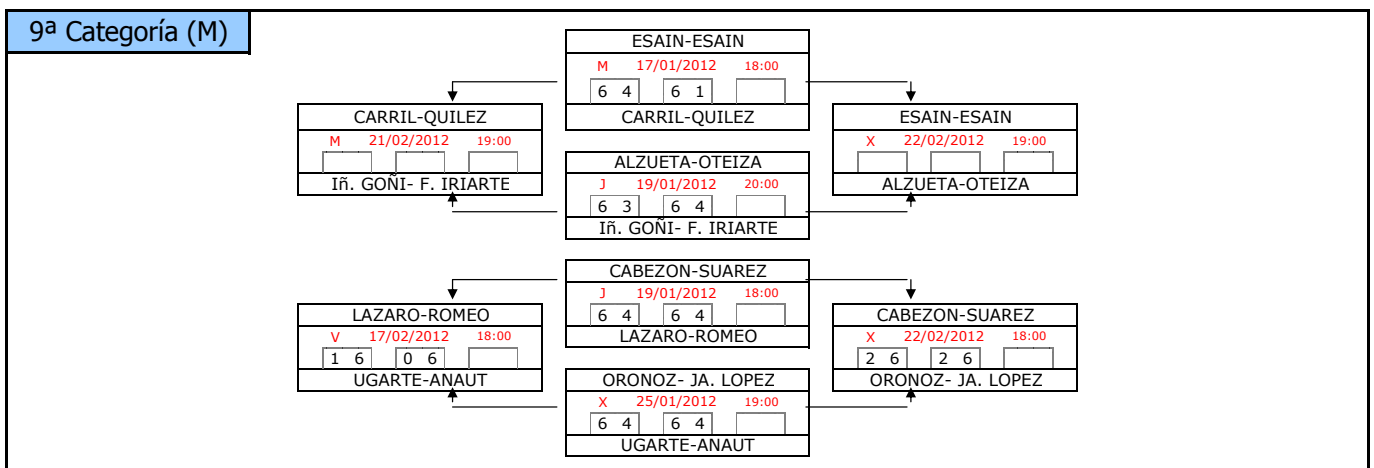 9ª Categoría (M)
ESAIN-ESAIN
M 17/01/2012 18:00
6 4 6 1
CARRIL-QUILEZ
CARRIL-QUILEZ
M 21/02/2012 19:00
Iñ. GOÑI- F. IRIARTE
ESAIN-ESAIN
X 22/02/2012 19:00
ALZUETA-OTEIZA
ALZUETA-OTEIZA
J 19/01/2012 20:00
6 3 6 4
Iñ. GOÑI- F. IRIARTE
CABEZON-SUAREZ
J 19/01/2012 18:00
6 4 6 4
LAZARO-ROMEO
LAZARO-ROMEO
V 17/02/2012 18:00
1 6 0 6
UGARTE-ANAUT
CABEZON-SUAREZ
X 22/02/2012 18:00
2 6 2 6
ORONOZ- JA. LOPEZ
ORONOZ- JA. LOPEZ
X 25/01/2012 19:00
6 4 6 4
UGARTE-ANAUT